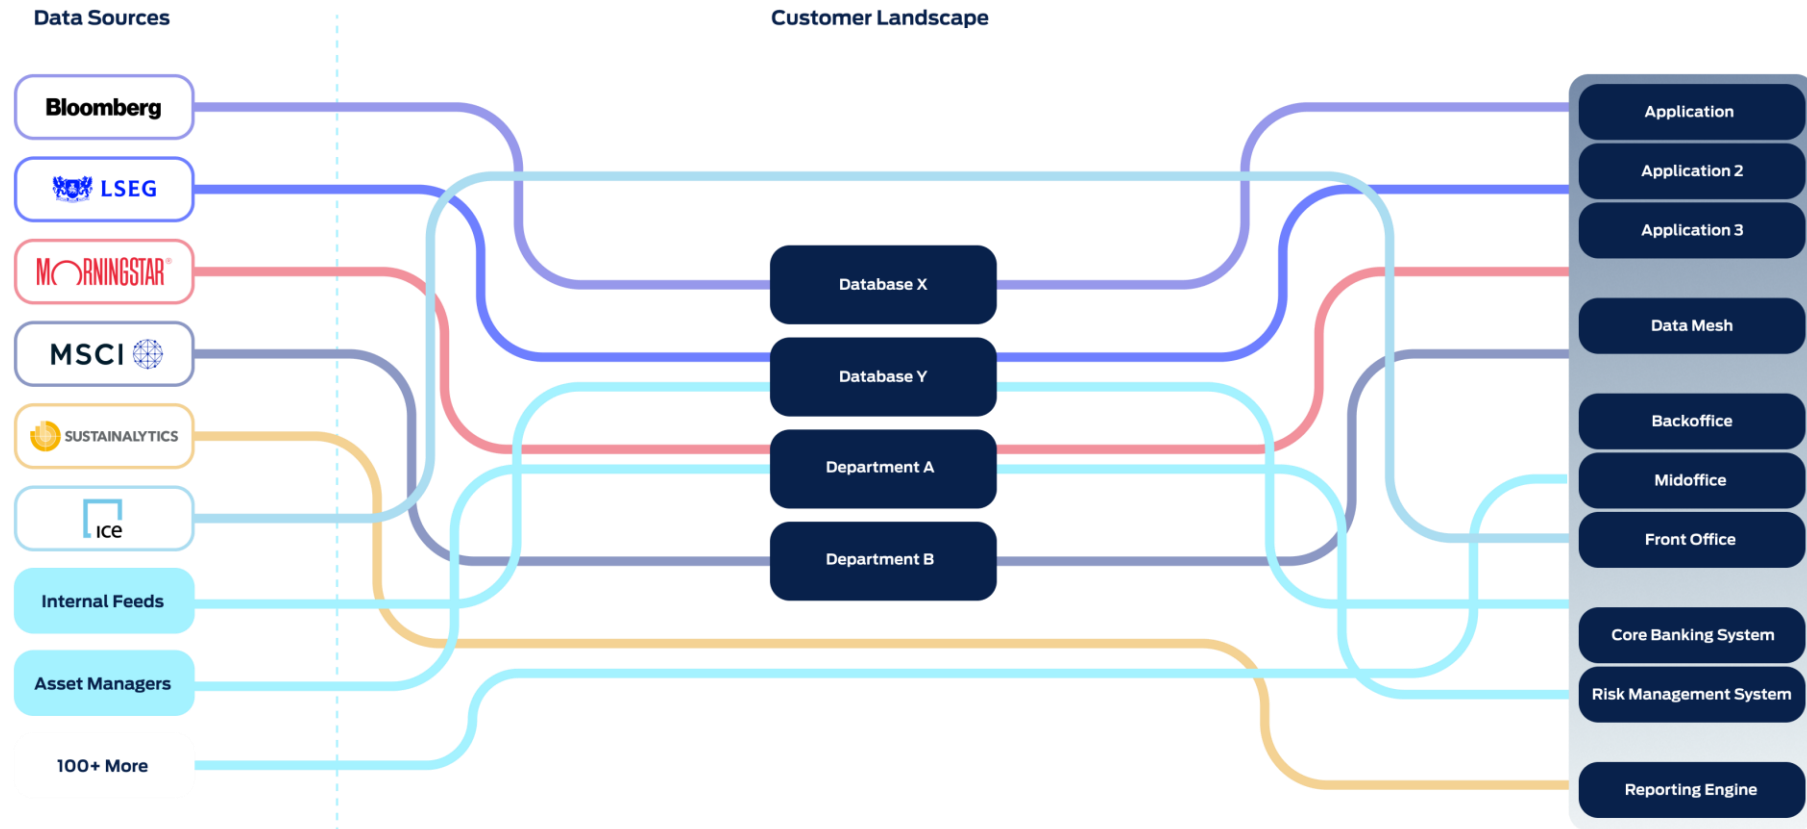 Data Sources
Customer Landscape
Bloomberg
LSEG
MORNINGSTAR®
MSCI
SUSTAINALYTICS
ice
Internal Feeds
Asset Managers
100+ More
Database X
Database Y
Department A
Department B
Application
Application 2
Application 3
Data Mesh
Backoffice
Midoffice
Front Office
Core Banking System
Risk Management System
Reporting Engine